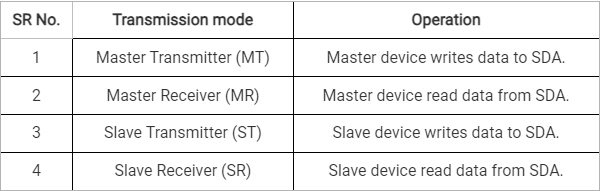 SR No. Transmission mode Operation
1 Master Transmitter (MT) Master device writes data to SDA.
2 Master Receiver (MR) Master device read data from SDA.
3 Slave Transmitter (ST) Slave device writes data to SDA.
4 Slave Receiver (SR) Slave device read data from SDA.